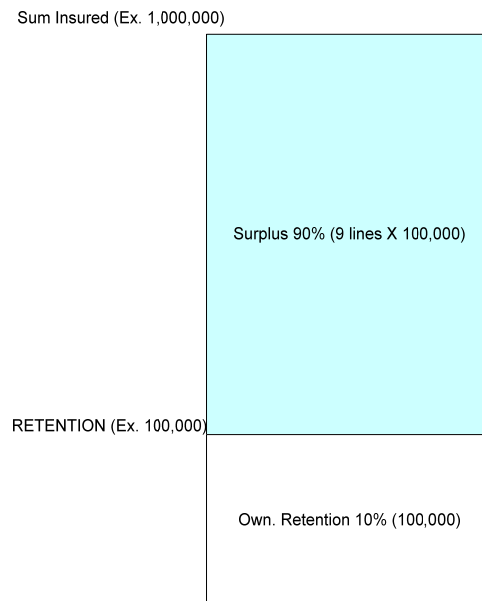 Sum Insured (Ex. 1,000,000)
Surplus 90% (9 lines X 100,000)
RETENTION (Ex. 100,000)
Own. Retention 10% (100,000)